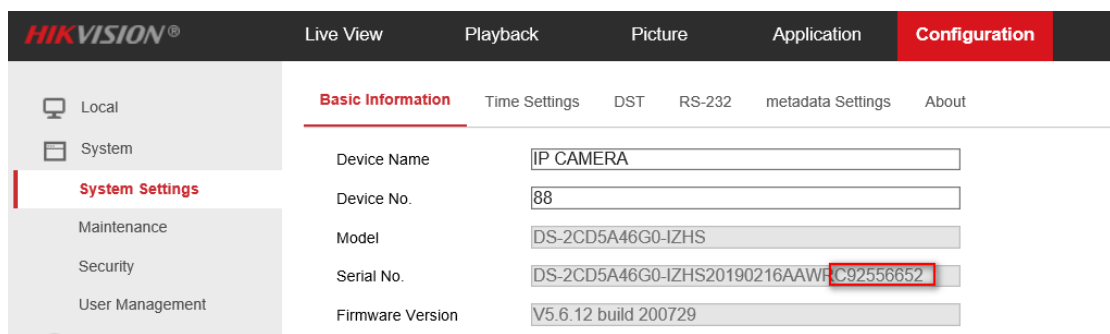 HIKVISION® Live View Playback Picture Application Configuration
Basic Information Time Settings DST RS-232 metadata Settings About
Local
System
System Settings
Maintenance
Security
User Management
Device Name IP CAMERA
Device No. 88
Model DS-2CD5A46G0-IZHS
Serial No. DS-2CD5A46G0-IZHS20190216AAWRC92556652
Firmware Version V5.6.12 build 200729